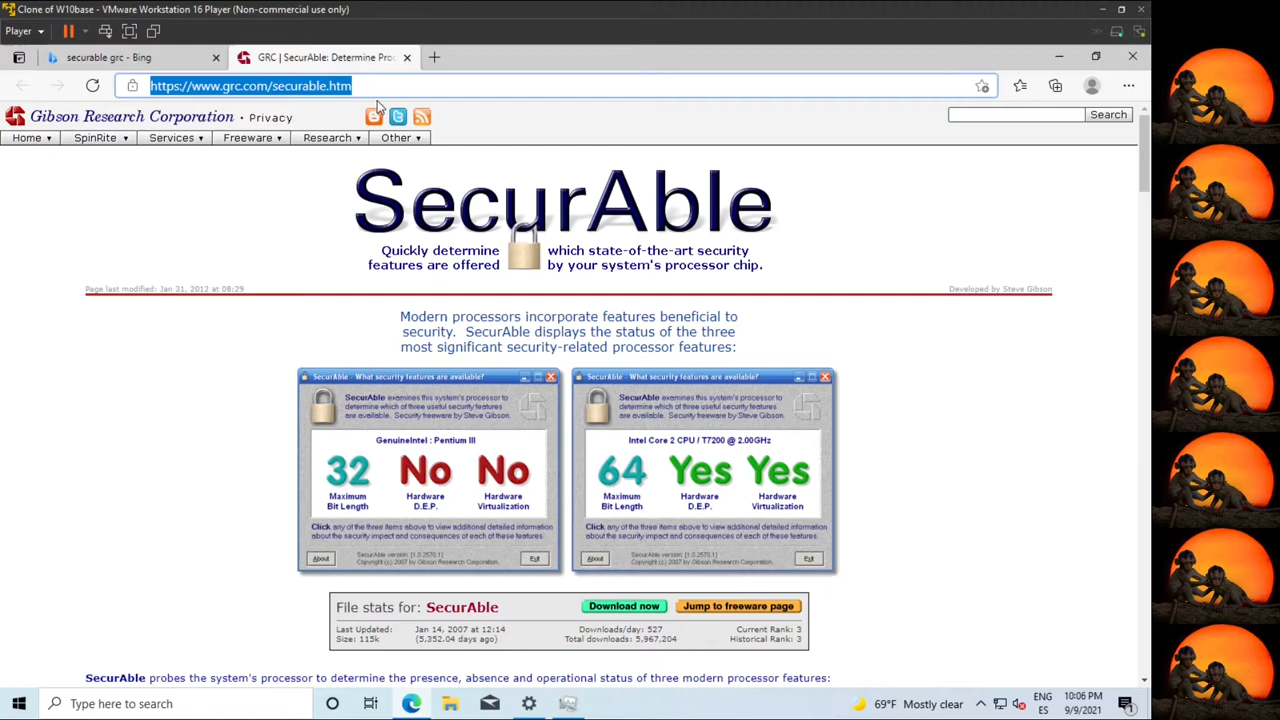 Clone of W10base - VMware Workstation 16 Player (Non-commercial use only)
Player
securable grc - Bing
GRC | SecurAble: Determine Proc
https://www.grc.com/securable.htm
Gibson Research Corporation • Privacy
Search
Home
SpinRite
Services
Freeware
Research
Other
SecurAble
Quickly determine which state-of-the-art security
features are offered by your system's processor chip.
Page last modified: Jan 31, 2012 at 08:29
Developed by Steve Gibson
Modern processors incorporate features beneficial to
security. SecurAble displays the status of the three
most significant security-related processor features:
SecurAble - What security features are available?
SecurAble examines this system's processor to
determine which of three useful security features
are available. Security freeware by Steve Gibson.
GenuineIntel : Pentium III
32 No No
Maximum Hardware Hardware
Bit Length D.E.P. Virtualization
Click any of the three items above to view additional detailed information
about the security impact and consequences of each of these features.
About
SecurAble version: [1.0.2570.1]
Copyright (c) 2007 by Gibson Research Corporation.
Exit
SecurAble - What security features are available?
SecurAble examines this system's processor to
determine which of three useful security features
are available. Security freeware by Steve Gibson.
Intel Core 2 CPU / T7200 @ 2.00GHz
64 Yes Yes
Maximum Hardware Hardware
Bit Length D.E.P. Virtualization
Click any of the three items above to view additional detailed information
about the security impact and consequences of each of these features.
About
SecurAble version: [1.0.2570.1]
Copyright (c) 2007 by Gibson Research Corporation.
Exit
File stats for: SecurAble
Download now
Jump to freeware page
Last Updated: Jan 14, 2007 at 12:14 Downloads/day: 527 Current Rank: 3
Size: 115k (5,352.04 days ago) Total downloads: 5,967,204 Historical Rank: 3
SecurAble probes the system's processor to determine the presence, absence and operational status of three modern processor features:
Type here to search
69°F Mostly clear
ENG
ES
10:06 PM
9/9/2021
1